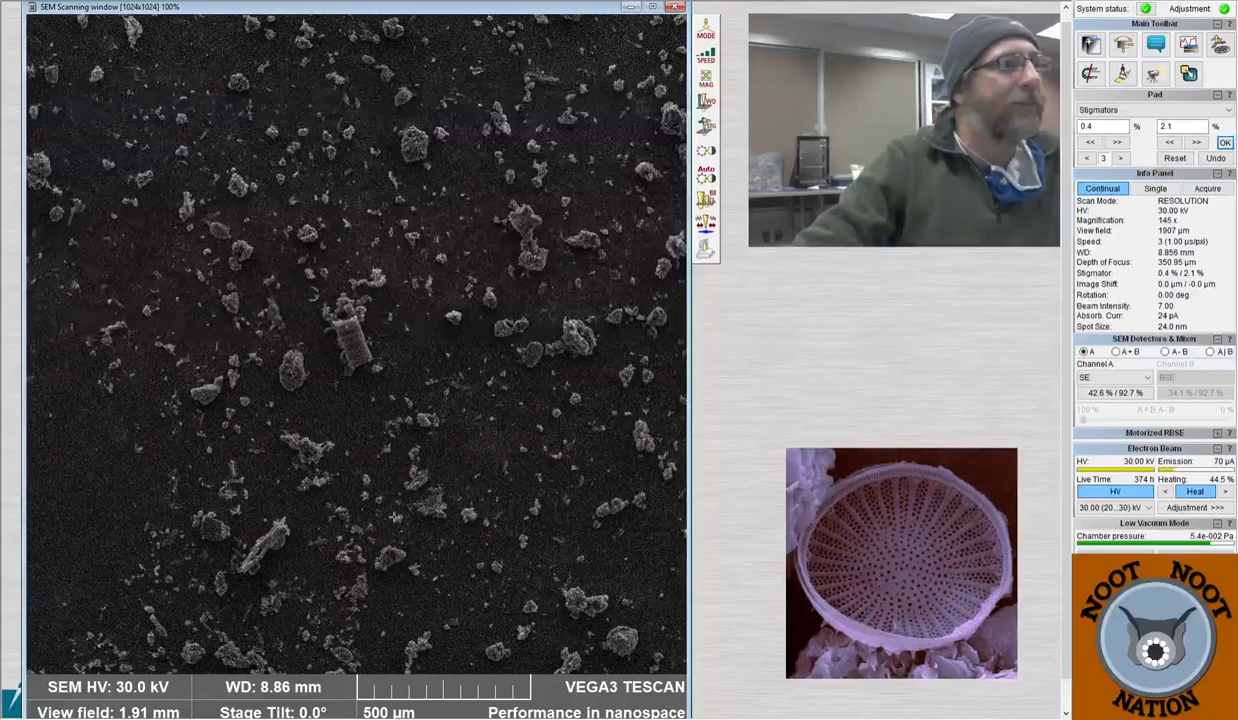 SEM Scanning window [1024x1024] 100%
MODE
SPEED
MAG
WD
STG
Auto
SEM HV: 30.0 kV
WD: 8.86 mm
VEGA3 TESCAN
View field: 1.91 mm
Stage Tilt: 0.0°
500 µm
Performance in nanospace
System status:
Adjustment:
Main Toolbar
Pad
Stigmators
0.4 %
2.1 %
<< >> << >> OK
< 3 > Reset Undo
Info Panel
Continual Single Acquire
Scan Mode: RESOLUTION
HV: 30.00 kV
Magnification: 145 x
View field: 1907 µm
Speed: 3 (1.00 µs/pxl)
WD: 8.856 mm
Depth of Focus: 350.95 µm
Stigmator: 0.4 % / 2.1 %
Image Shift: 0.0 µm / -0.0 µm
Rotation: 0.00 deg
Beam Intensity: 7.00
Absorb. Curr: 24 pA
Spot Size: 24.0 nm
SEM Detectors & Mixer
A A + B A - B A | B
Channel A Channel B
SE BSE
42.6 % / 92.7 % 34.1 % / 92.7 %
100 % A + B:A - B 0 %
Motorized RBSE
Electron Beam
HV: 30.00 kV Emission: 70 µA
Live Time: 374 h Heating: 44.5 %
HV < Heat >
30.00 (20...30) kV Adjustment >>>
Low Vacuum Mode
Chamber pressure: 5.4e-002 Pa
NOOT NOOT
NATION